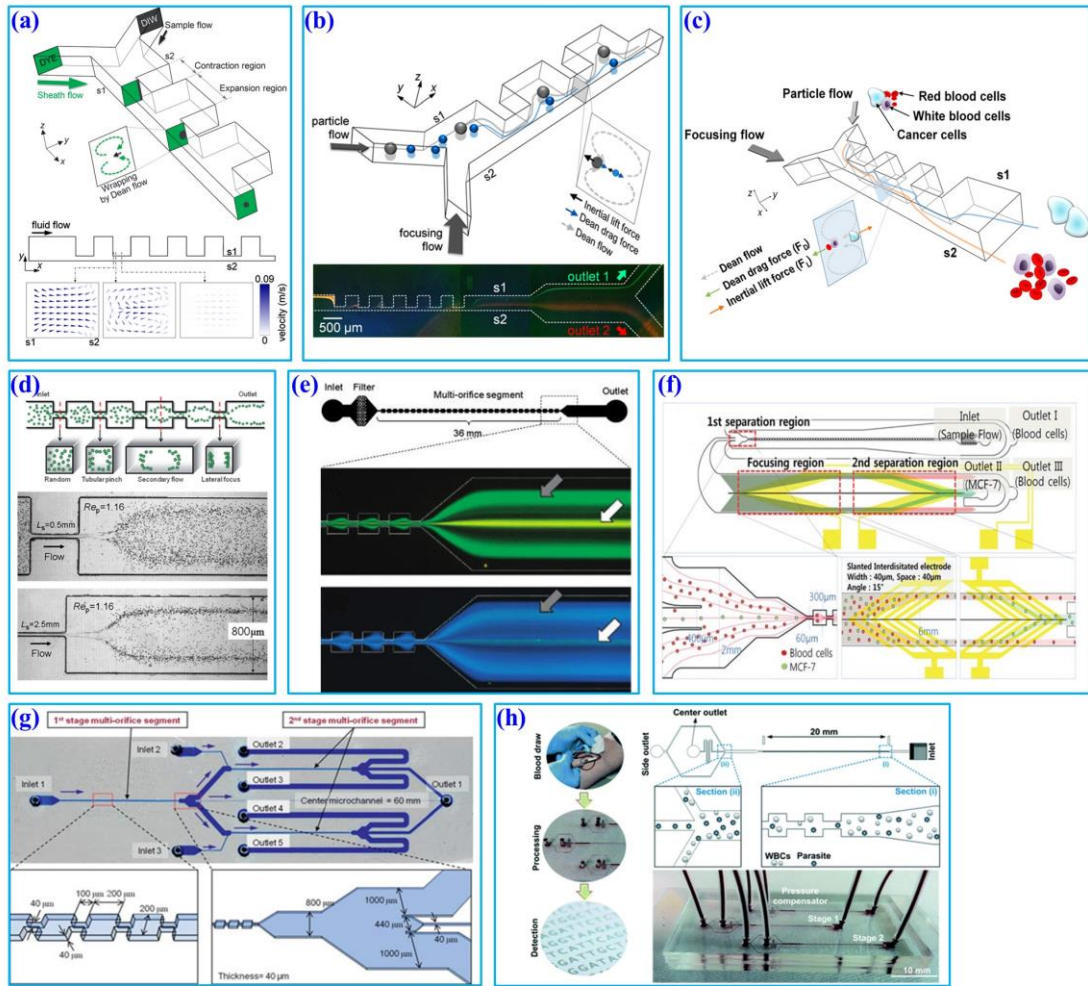 (a)
DIW
Sample flow
DYE
s2
Contraction region
Sheath flow
s1
Expansion region
z
y
x
Wrapping
by Dean flow
fluid flow
s1
s2
y
x
0.09
velocity (m/s)
0
s1
s2
(b)
z
y
x
s1
particle
flow
s2
focusing
flow
Inertial lift force
Dean drag force
Dean flow
outlet 1
s1
s2
500 μm
outlet 2
(c)
Particle flow
Red blood cells
White blood cells
Cancer cells
Focusing flow
z
y
x
s1
s2
Dean flow
Dean drag force (FD)
Inertial lift force (FL)
(d)
Inlet
Outlet
Random
Tubular pinch
Secondary flow
Lateral focus
Rep=1.16
Ls=0.5mm
Flow
Rep=1.16
Ls=2.5mm
800μm
Flow
(e)
Inlet
Filter
Multi-orifice segment
Outlet
36 mm
(f)
1st separation region
Inlet
(Sample Flow)
Outlet I
(Blood cells)
Focusing region
2nd separation region
Outlet II
(MCF-7)
Outlet III
(Blood cells)
Slanted Interdisitated electrode
Width : 40μm, Space : 40μm
Angle : 15°
300μm
400μm
2mm
60μm
6mm
Blood cells
MCF-7
(g)
1st stage multi-orifice segment
2nd stage multi-orifice segment
Inlet 2
Outlet 2
Inlet 1
Outlet 3
Outlet 1
Center microchannel = 60 mm
Outlet 4
Inlet 3
Outlet 5
100 μm
200 μm
40 μm
200 μm
40 μm
800 μm
1000 μm
440 μm
40 μm
1000 μm
Thickness= 40 μm
(h)
Blood draw
Processing
Detection
Center outlet
Side outlet
20 mm
Inlet
(ii)
(i)
Section (ii)
Section (i)
WBCs
Parasite
Pressure
compensator
Stage 1
Stage 2
10 mm